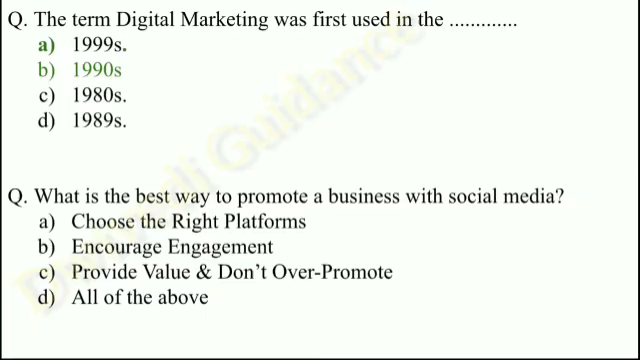 Q. The term Digital Marketing was first used in the .............
a) 1999s.
b) 1990s
c) 1980s.
d) 1989s.
Q. What is the best way to promote a business with social media?
a) Choose the Right Platforms
b) Encourage Engagement
c) Provide Value & Don't Over-Promote
d) All of the above
Guidance